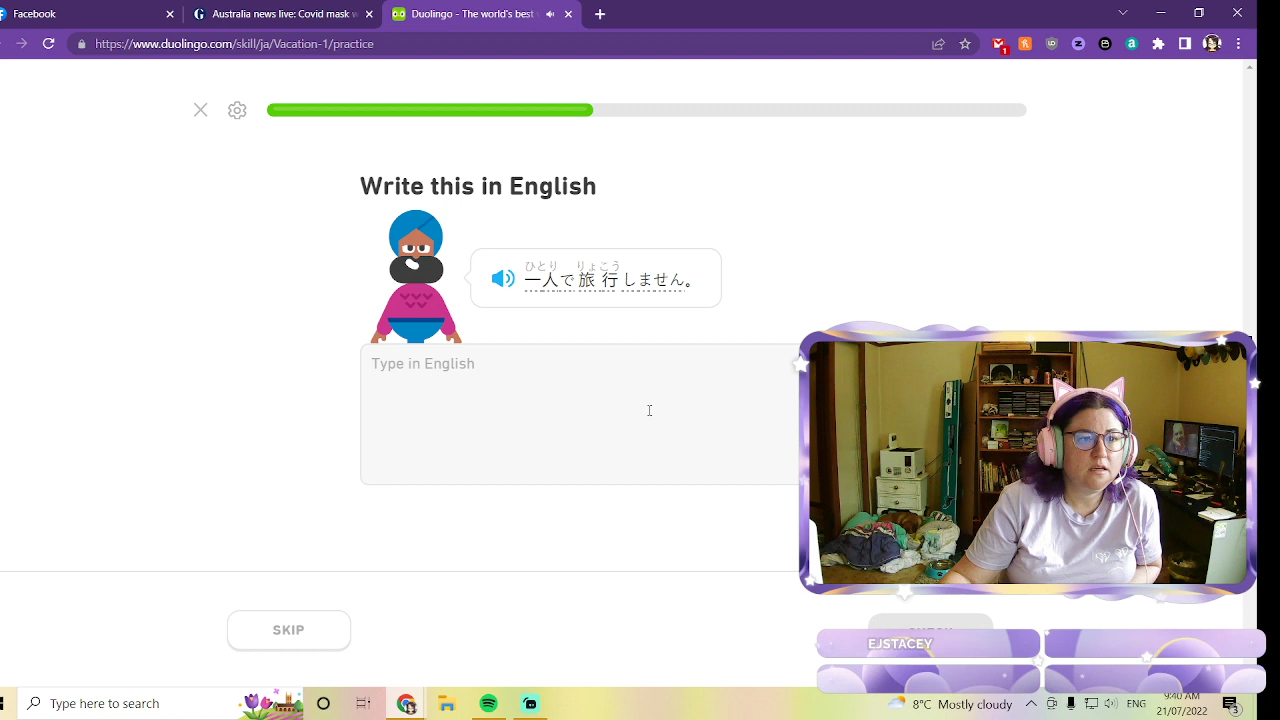 Facebook
Australia news live: Covid mask w
Duolingo - The world's best
https://www.duolingo.com/skill/ja/Vacation-1/practice
1
Write this in English
ひとり りょこう
一人で旅行しません。
Type in English
SKIP
EJSTACEY
Type here to search
8°C Mostly cloudy
ENG
9:40 AM
21/07/2022
3